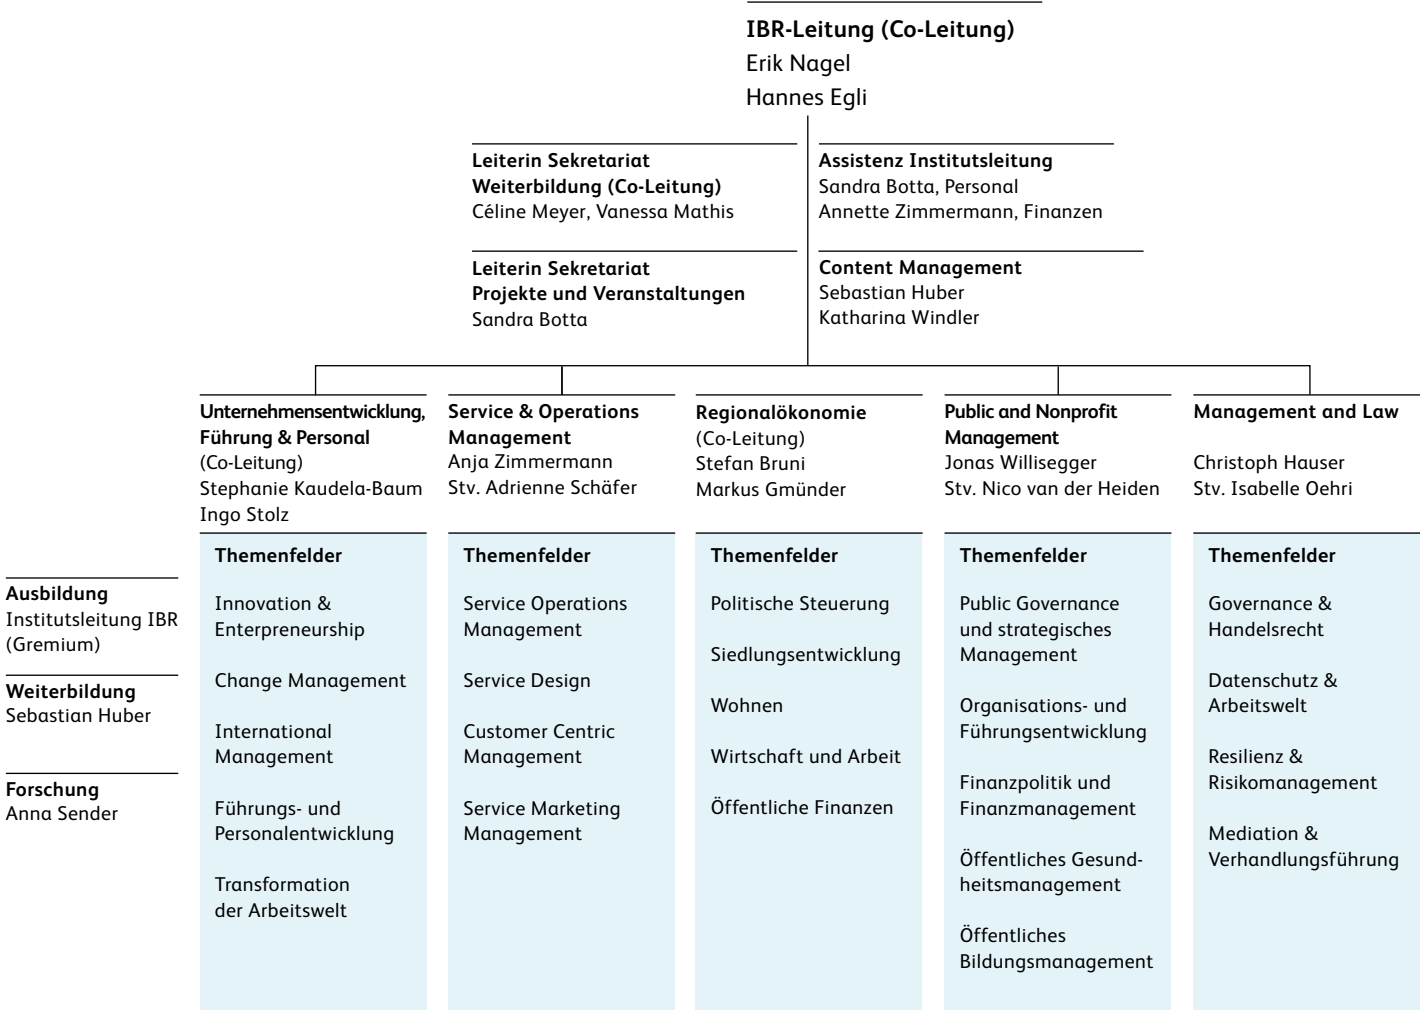 IBR-Leitung (Co-Leitung)
Erik Nagel
Hannes Egli
Leiterin Sekretariat
Weiterbildung (Co-Leitung)
Céline Meyer, Vanessa Mathis
Assistenz Institutsleitung
Sandra Botta, Personal
Annette Zimmermann, Finanzen
Leiterin Sekretariat
Projekte und Veranstaltungen
Sandra Botta
Content Management
Sebastian Huber
Katharina Windler
Unternehmensentwicklung,
Führung & Personal
(Co-Leitung)
Stephanie Kaudela-Baum
Ingo Stolz
Service & Operations
Management
Anja Zimmermann
Stv. Adrienne Schäfer
Regionalökonomie
(Co-Leitung)
Stefan Bruni
Markus Gmünder
Public and Nonprofit
Management
Jonas Willisegger
Stv. Nico van der Heiden
Management and Law
Christoph Hauser
Stv. Isabelle Oehri
Ausbildung
Institutsleitung IBR
(Gremium)
Weiterbildung
Sebastian Huber
Forschung
Anna Sender
Themenfelder
Innovation &
Enterpreneurship
Change Management
International
Management
Führungs- und
Personalentwicklung
Transformation
der Arbeitswelt
Themenfelder
Service Operations
Management
Service Design
Customer Centric
Management
Service Marketing
Management
Themenfelder
Politische Steuerung
Siedlungsentwicklung
Wohnen
Wirtschaft und Arbeit
Öffentliche Finanzen
Themenfelder
Public Governance
und strategisches
Management
Organisations- und
Führungsentwicklung
Finanzpolitik und
Finanzmanagement
Öffentliches Gesund-
heitsmanagement
Öffentliches
Bildungsmanagement
Themenfelder
Governance &
Handelsrecht
Datenschutz &
Arbeitswelt
Resilienz &
Risikomanagement
Mediation &
Verhandlungsführung